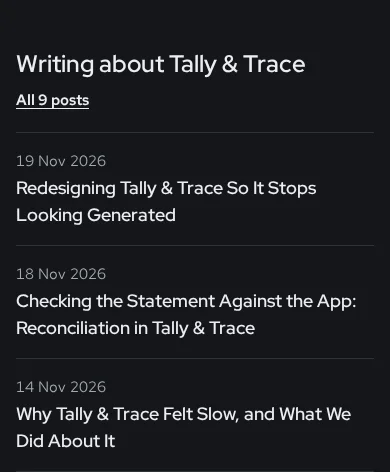 Writing about Tally & Trace
All 9 posts
19 Nov 2026
Redesigning Tally & Trace So It Stops
Looking Generated
18 Nov 2026
Checking the Statement Against the App:
Reconciliation in Tally & Trace
14 Nov 2026
Why Tally & Trace Felt Slow, and What We
Did About It